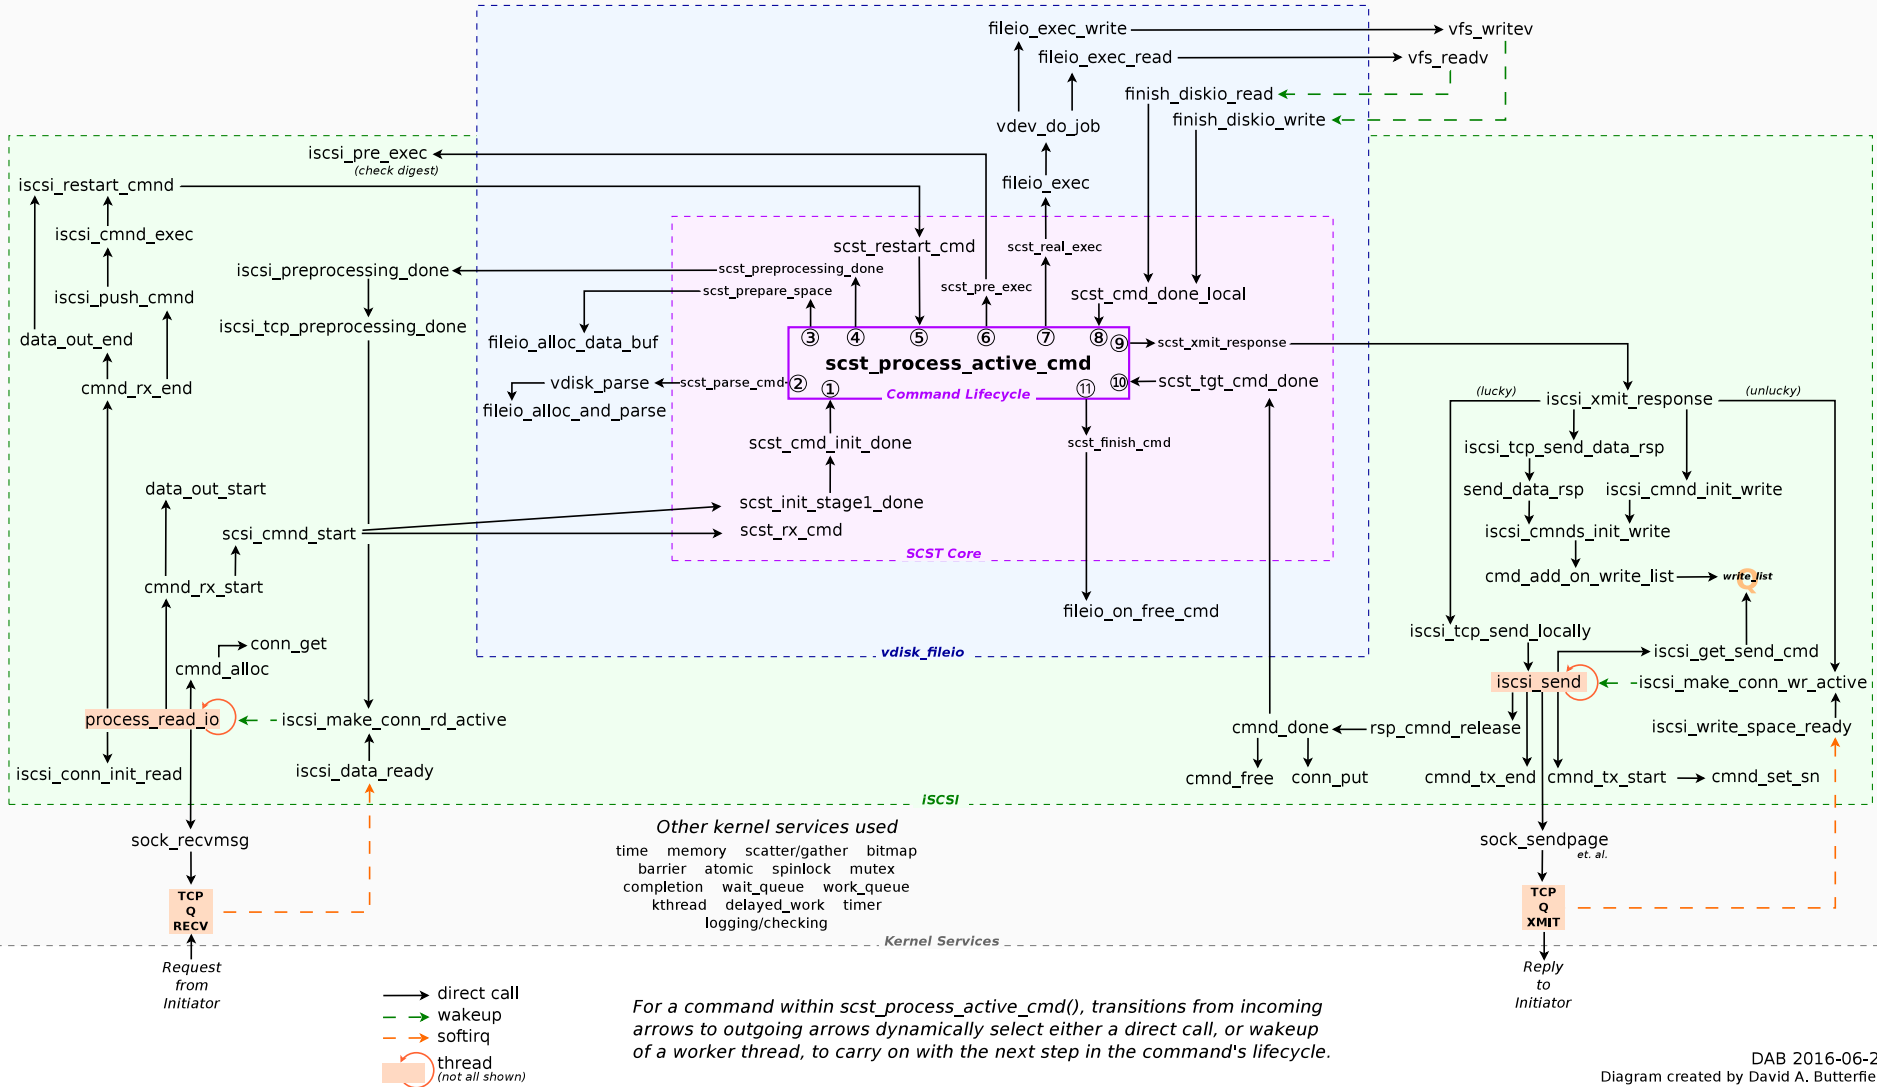 fileio_exec_write
vfs_writev
fileio_exec_read
vfs_readv
finish_diskio_read
finish_diskio_write
vdev_do_job
iscsi_pre_exec
(check digest)
iscsi_restart_cmnd
fileio_exec
iscsi_cmnd_exec
scst_restart_cmd
scst_real_exec
iscsi_preprocessing_done
scst_preprocessing_done
iscsi_push_cmnd
scst_prepare_space
scst_pre_exec
scst_cmd_done_local
iscsi_tcp_preprocessing_done
data_out_end
fileio_alloc_data_buf
③ ④ ⑤ ⑥ ⑦ ⑧ ⑨
scst_xmit_response
scst_process_active_cmd
cmnd_rx_end
vdisk_parse
scst_parse_cmd
② ① ⑪ ⑩
scst_tgt_cmd_done
Command Lifecycle
fileio_alloc_and_parse
(lucky)
iscsi_xmit_response
(unlucky)
scst_cmd_init_done
scst_finish_cmd
iscsi_tcp_send_data_rsp
data_out_start
send_data_rsp
iscsi_cmnd_init_write
scst_init_stage1_done
scsi_cmnd_start
scst_rx_cmd
iscsi_cmnds_init_write
SCST Core
cmnd_rx_start
cmd_add_on_write_list
Q
write_list
fileio_on_free_cmd
conn_get
iscsi_tcp_send_locally
vdisk_fileio
iscsi_get_send_cmd
cmnd_alloc
iscsi_send
iscsi_make_conn_wr_active
process_read_io
iscsi_make_conn_rd_active
cmnd_done
rsp_cmnd_release
iscsi_write_space_ready
iscsi_conn_init_read
iscsi_data_ready
cmnd_free
conn_put
cmnd_tx_end
cmnd_tx_start
cmnd_set_sn
iSCSI
sock_recvmsg
Other kernel services used
time memory scatter/gather bitmap
barrier atomic spinlock mutex
completion wait_queue work_queue
kthread delayed_work timer
logging/checking
sock_sendpage
et. al.
TCP
Q
RECV
TCP
Q
XMIT
Kernel Services
Request
from
Initiator
Reply
to
Initiator
direct call
wakeup
softirq
thread
(not all shown)
For a command within scst_process_active_cmd(), transitions from incoming
arrows to outgoing arrows dynamically select either a direct call, or wakeup
of a worker thread, to carry on with the next step in the command's lifecycle.
DAB 2016-06-2
Diagram created by David A. Butterfie